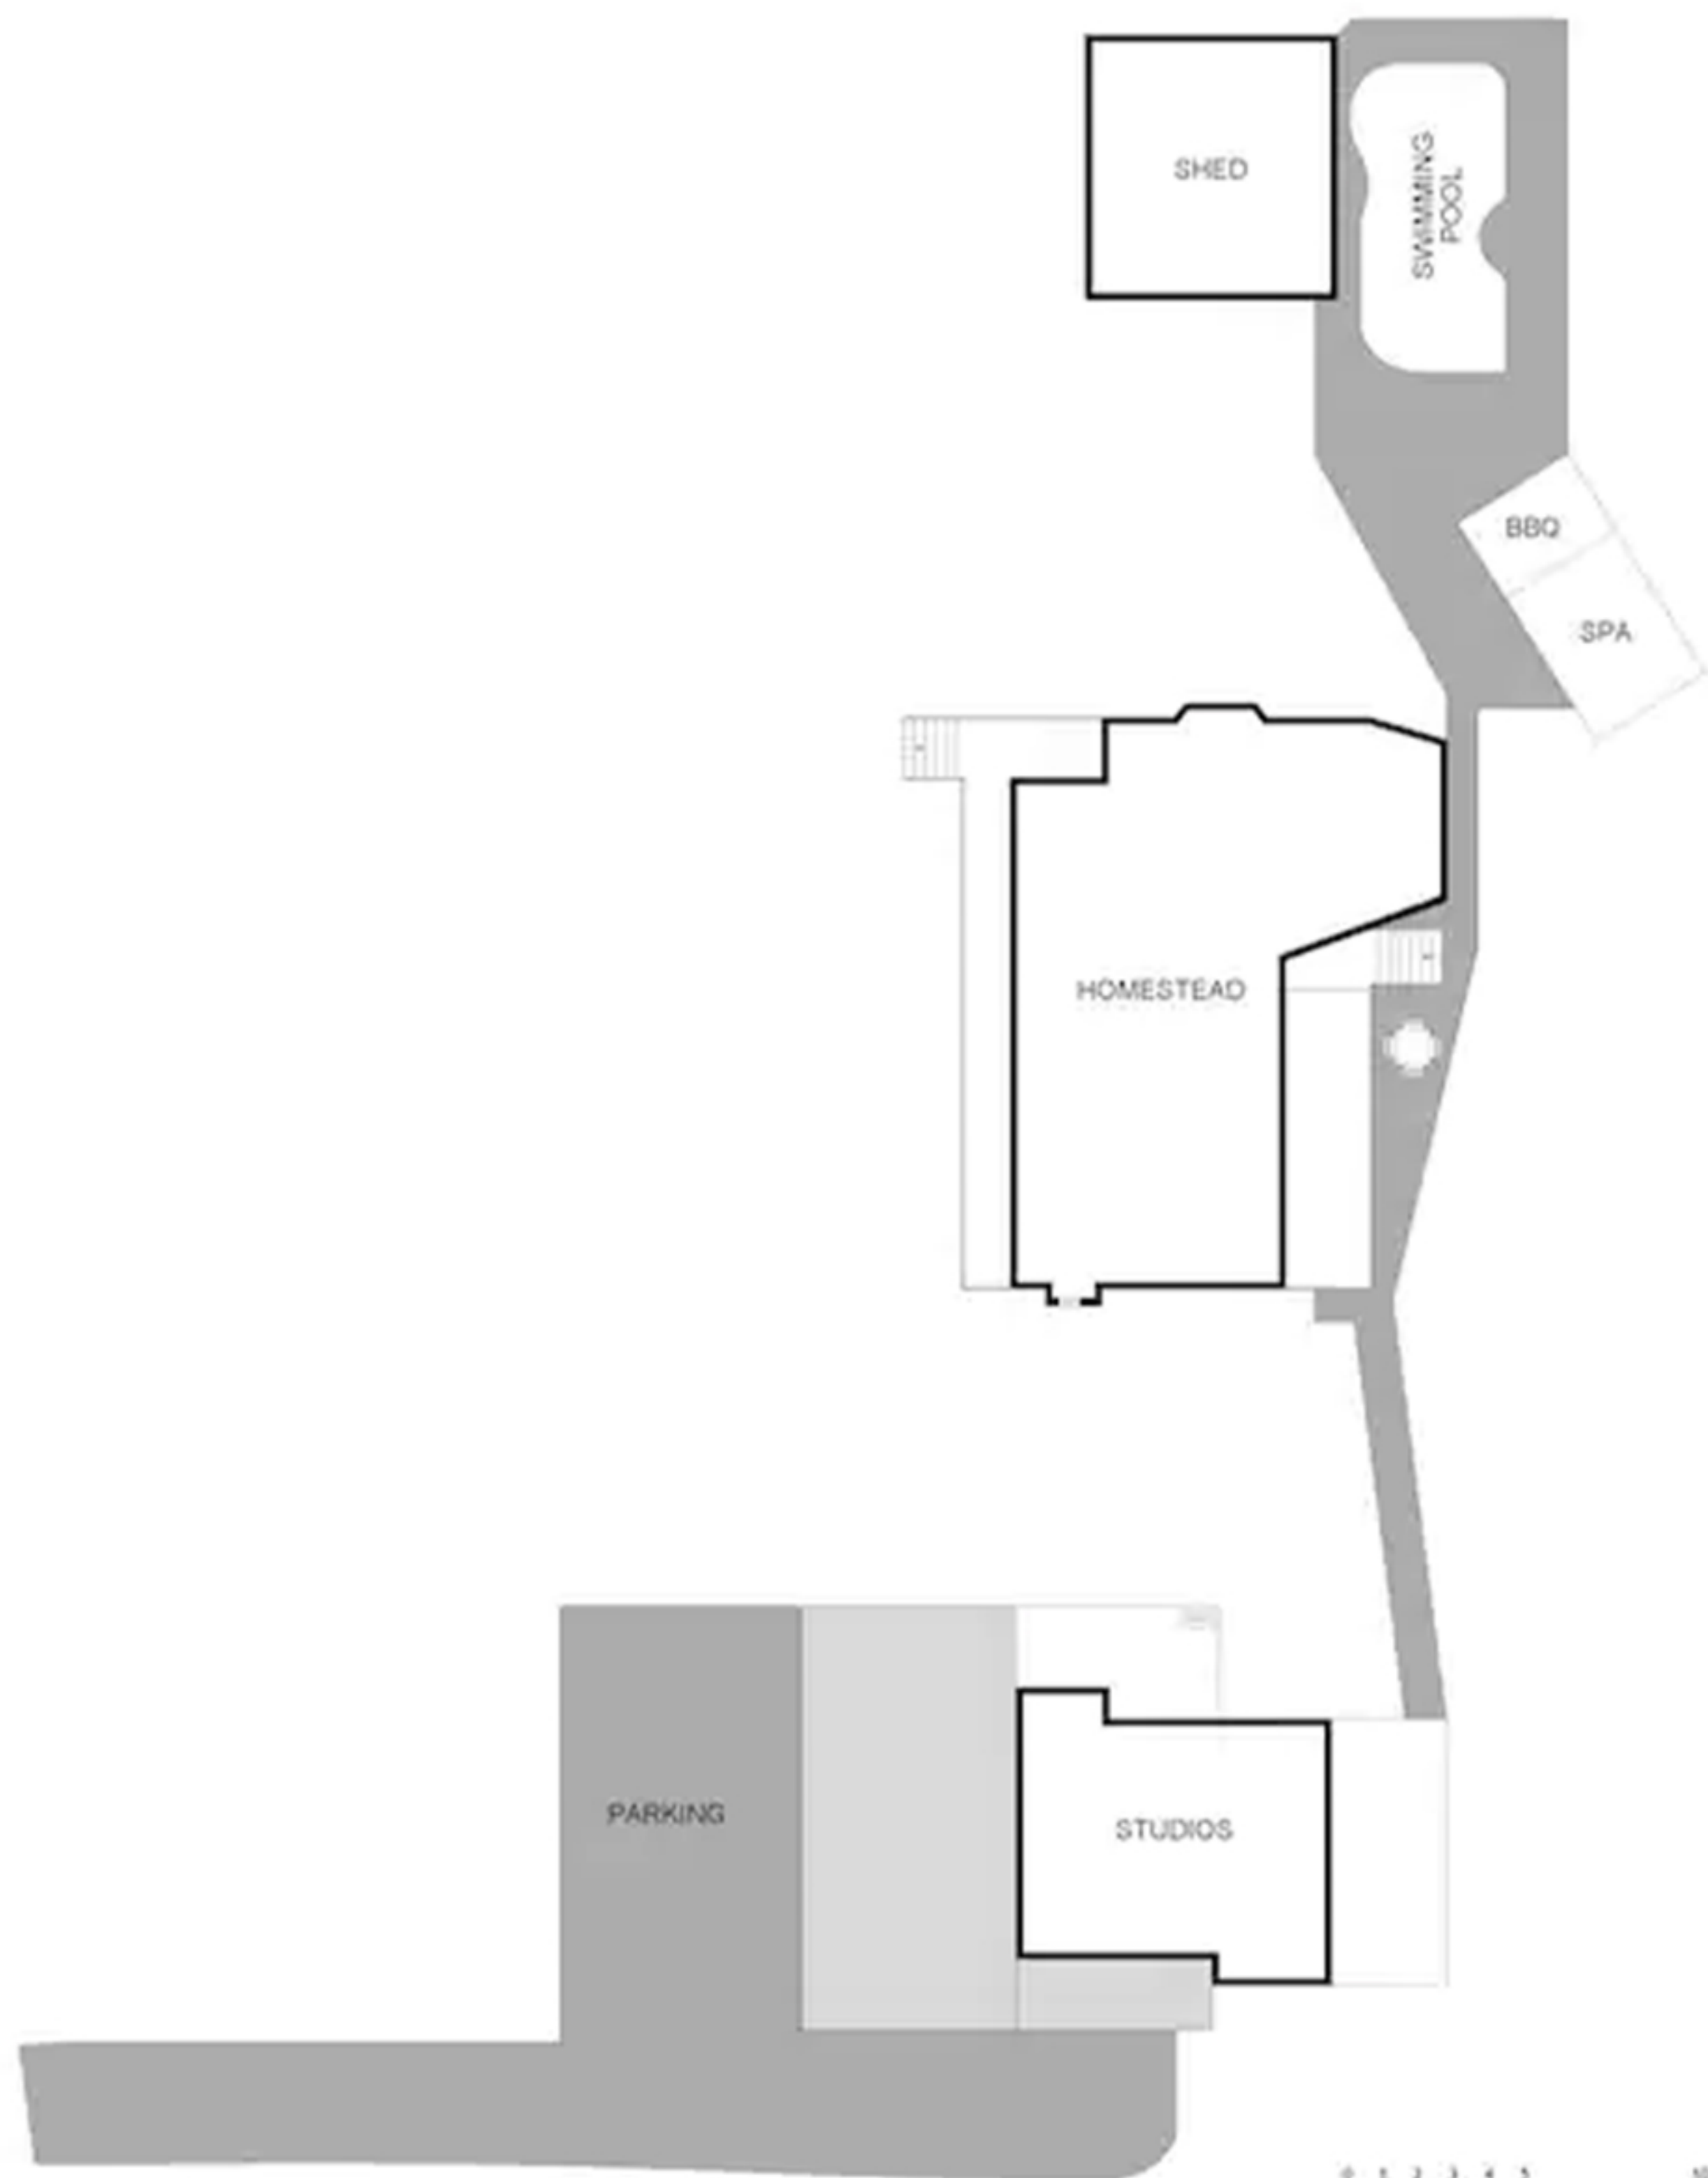 SHED
SWIMMING
POOL
BBQ
SPA
HOMESTEAD
PARKING
STUDIOS